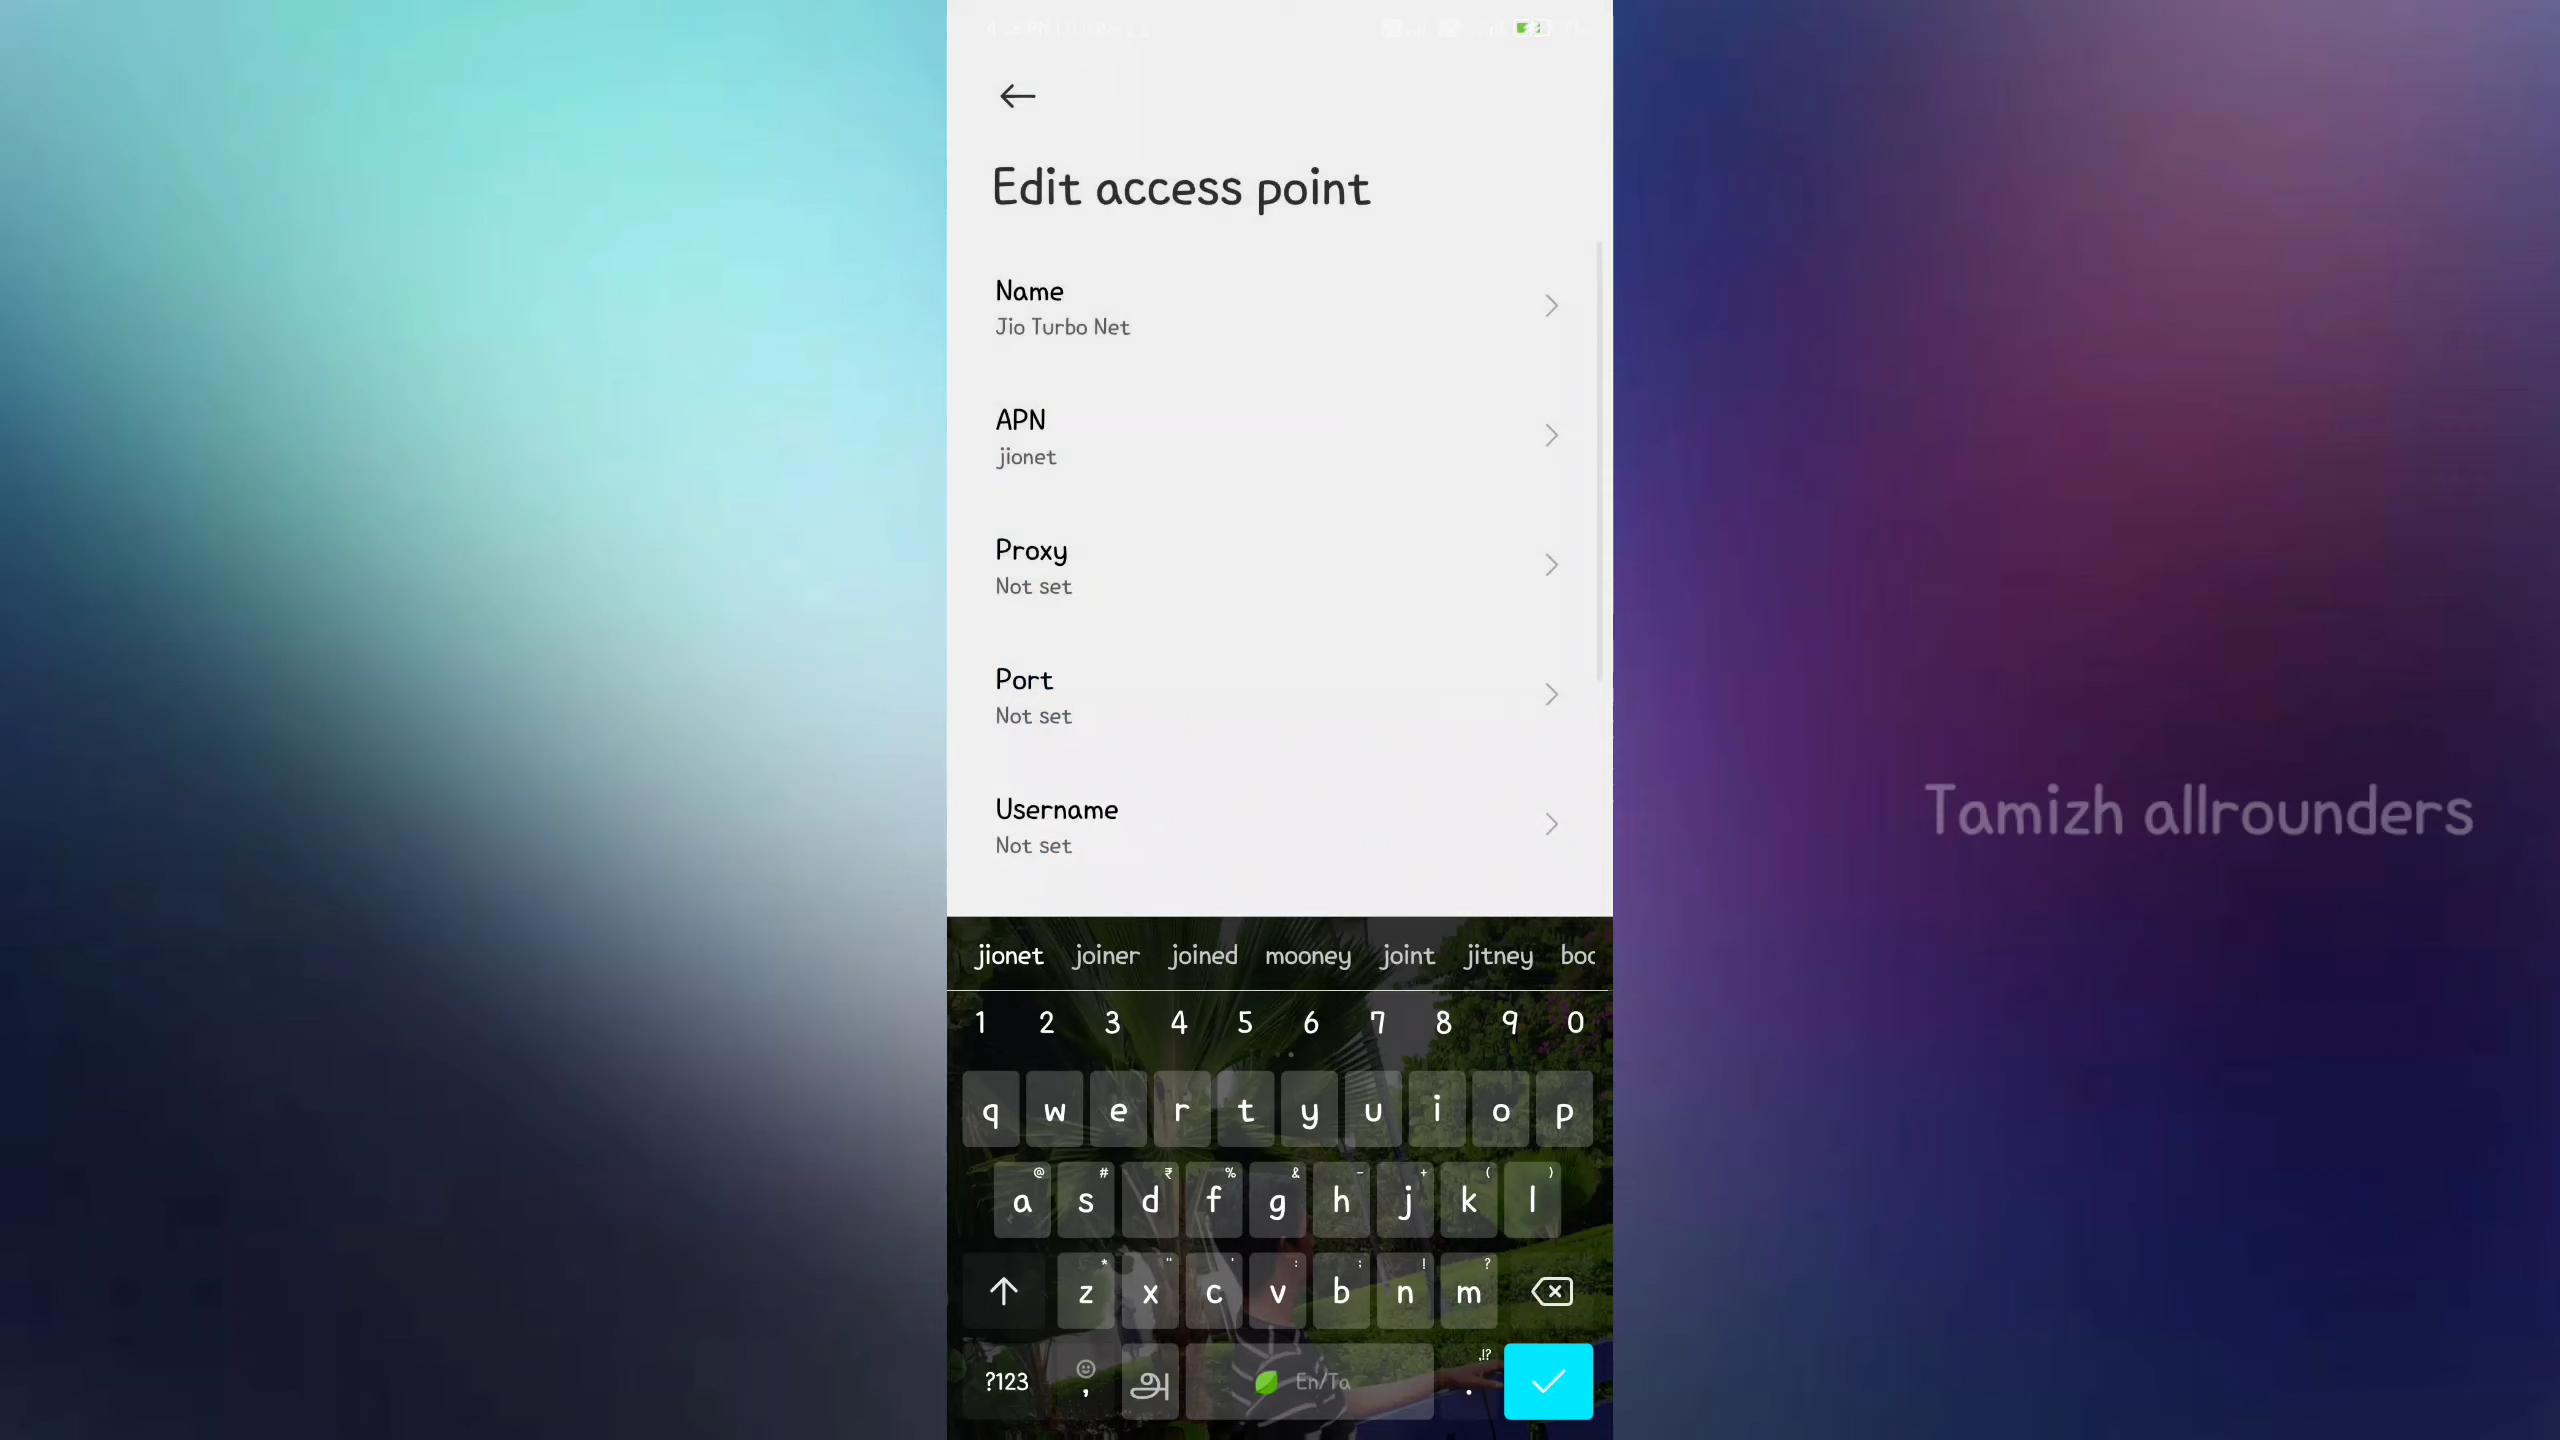 Edit access point
Name
Jio Turbo Net
APN
jionet
Proxy
Not set
Port
Not set
Username
Not set
Tamizh allrounders
jionet joiner joined mooney joint jitney
1 2 3 4 5 6 7 8 9 0
q w e r t y u i o p
@ # ₹ % & - + ( )
a s d f g h j k l
* " ' : ; ! ?
z x c v b n m
,!?
?123 , அ En/Ta .